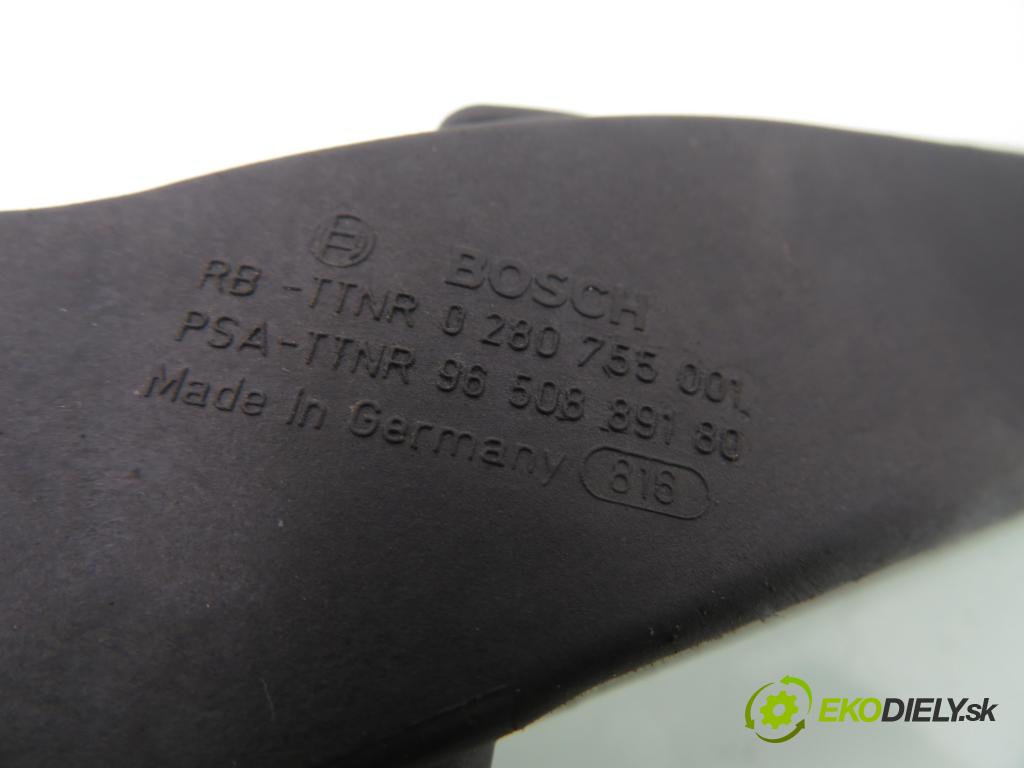 BOSCH
RB-TTNR 0 280 755 001
PSA-TTNR 96 508 891 80
Made In Germany 816
EKODIELY.sk